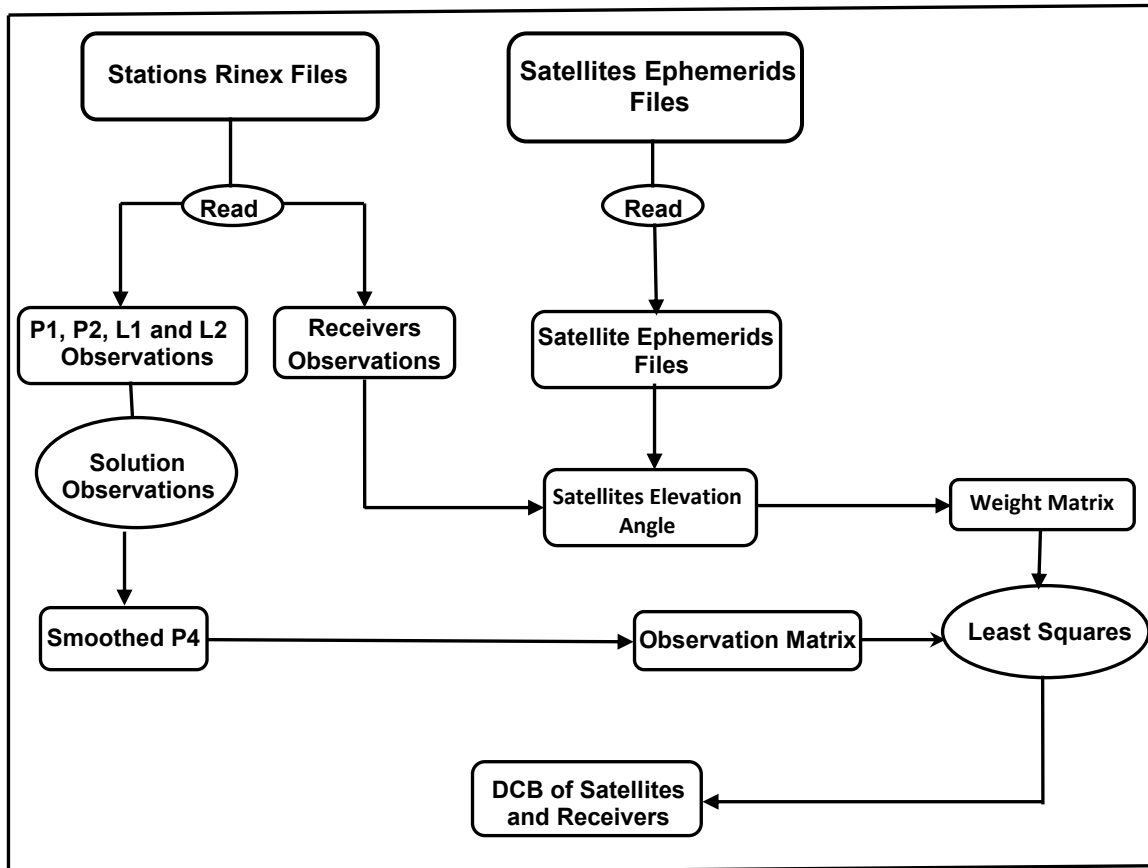 Stations Rinex Files
Satellites Ephemerids
Files
Read
Read
P1, P2, L1 and L2
Observations
Receivers
Observations
Satellite Ephemerids
Files
Solution
Observations
Satellites Elevation
Angle
Weight Matrix
Smoothed P4
Observation Matrix
Least Squares
DCB of Satellites
and Receivers